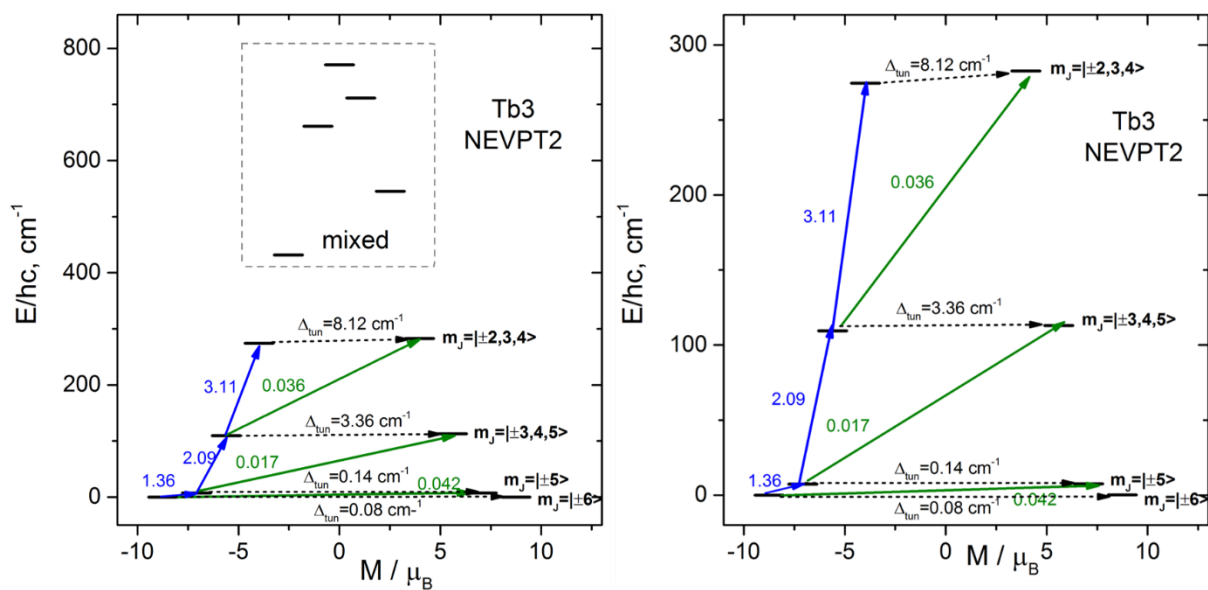 E/hc, cm⁻¹
800
600
400
200
0
Tb3
NEVPT2
mixed
Δtun=8.12 cm⁻¹
mJ=|±2,3,4>
3.11
0.036
Δtun=3.36 cm⁻¹
mJ=|±3,4,5>
2.09
0.017
1.36
Δtun=0.14 cm⁻¹
0.042
mJ=|±5>
mJ=|±6>
Δtun=0.08 cm⁻¹
-10 -5 0 5 10
M / μB
E/hc, cm⁻¹
300
200
100
0
Δtun=8.12 cm⁻¹
mJ=|±2,3,4>
Tb3
NEVPT2
0.036
3.11
Δtun=3.36 cm⁻¹
mJ=|±3,4,5>
2.09
0.017
Δtun=0.14 cm⁻¹
mJ=|±5>
1.36
0.042
mJ=|±6>
Δtun=0.08 cm⁻¹
-10 -5 0 5 10
M / μB